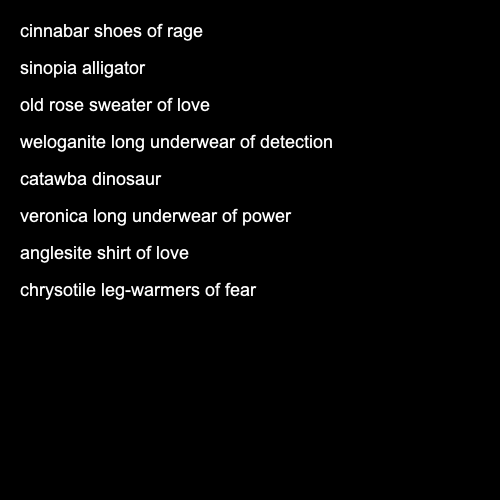 cinnabar shoes of rage
sinopia alligator
old rose sweater of love
weloganite long underwear of detection
catawba dinosaur
veronica long underwear of power
anglesite shirt of love
chrysotile leg-warmers of fear